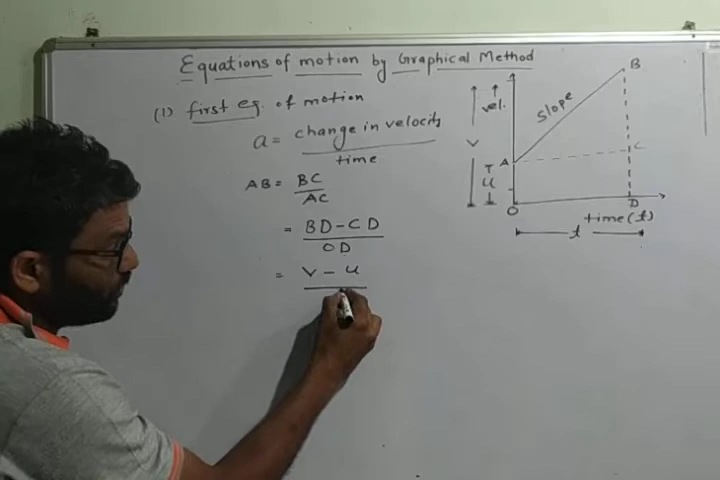 Equations of motion by Graphical Method
(1) first eq. of motion
a = change in velocity
time
AB = BC
AC
= BD - CD
OD
= V - u
vel.
slope
V
u
A
B
C
D
O
time (t)
t